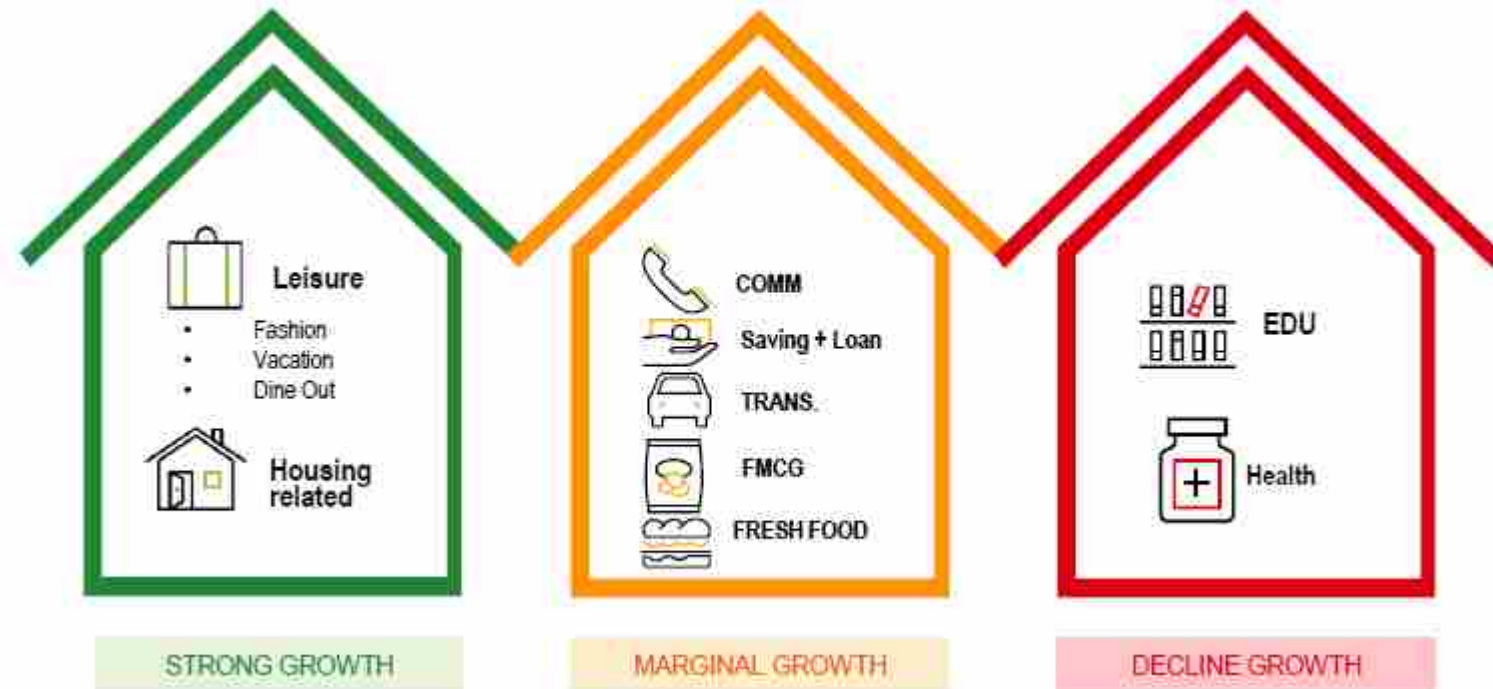 Leisure
• Fashion
• Vacation
• Dine Out
Housing
related
STRONG GROWTH
COMM
Saving + Loan
TRANS.
FMCG
FRESH FOOD
MARGINAL GROWTH
EDU
Health
DECLINE GROWTH